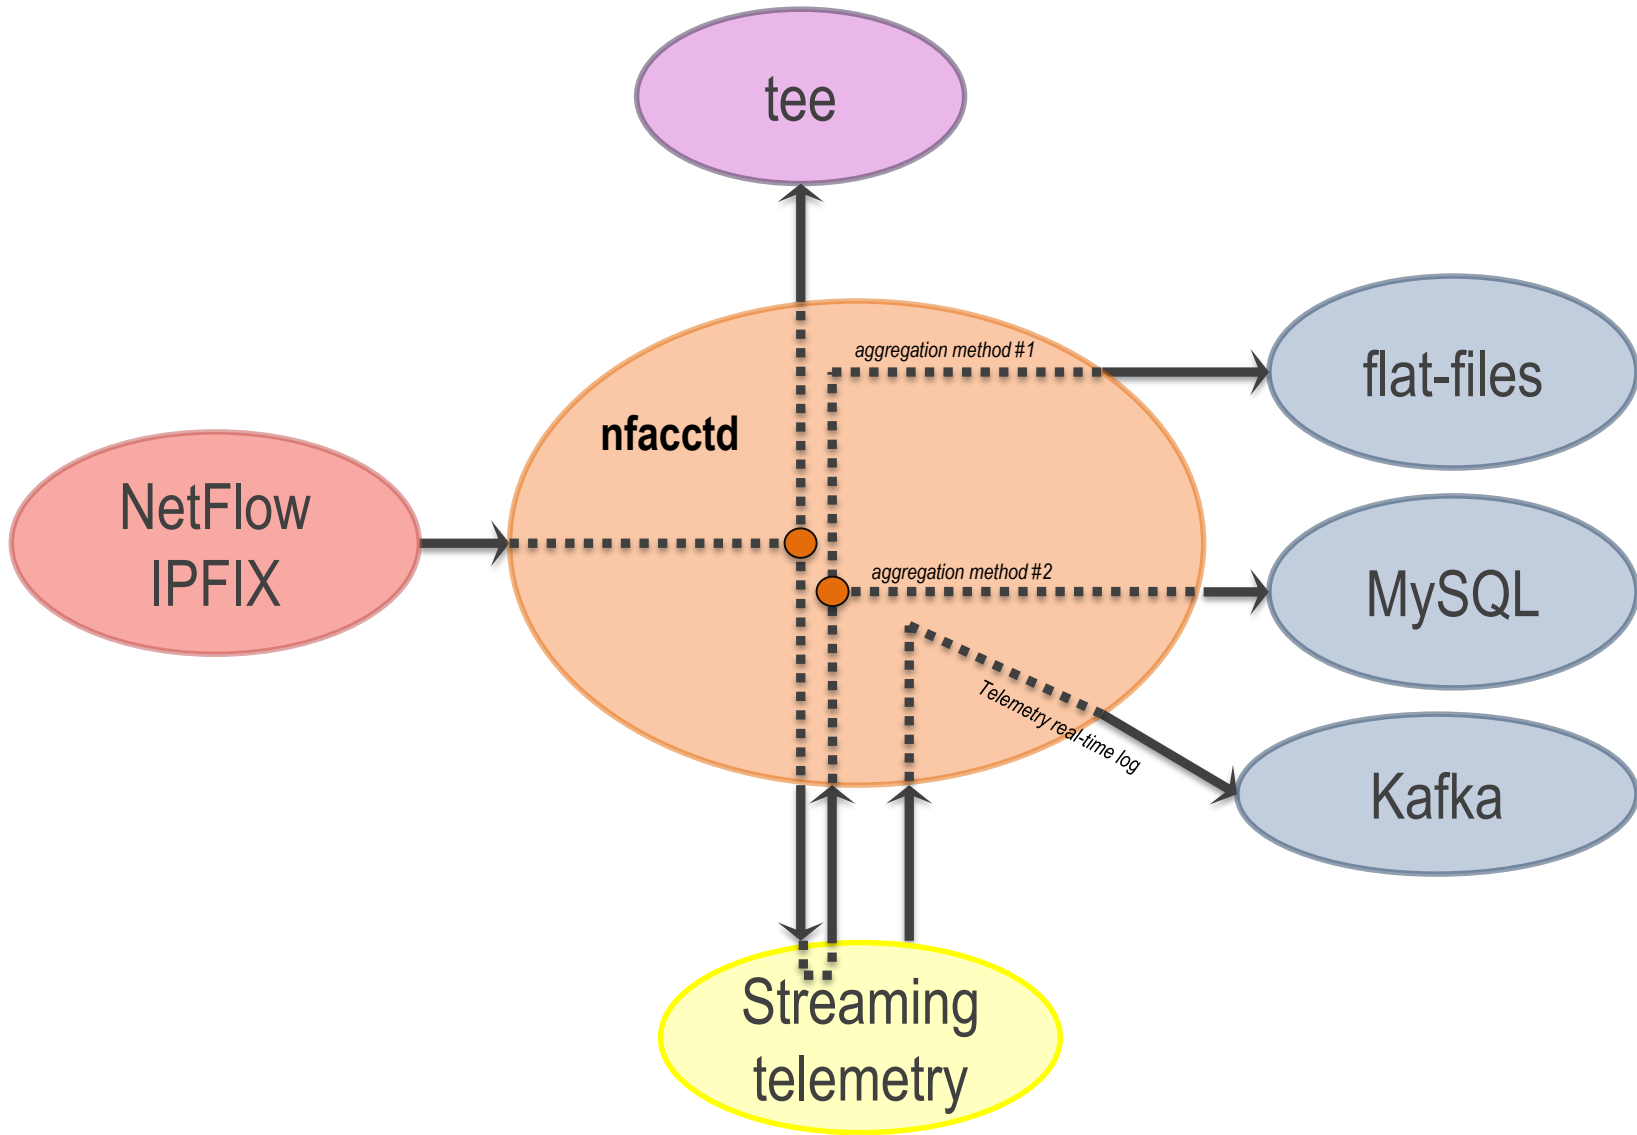 tee
aggregation method #1
flat-files
nfacctd
NetFlow
IPFIX
aggregation method #2
MySQL
Telemetry real-time log
Kafka
Streaming
telemetry